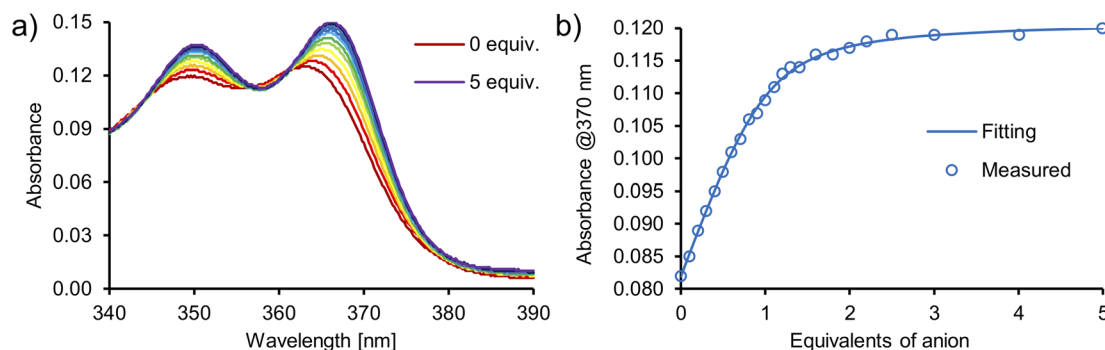 a)
0.15
0.12
0.09
0.06
0.03
0.00
Absorbance
340 350 360 370 380 390
Wavelength [nm]
0 equiv.
5 equiv.
b)
0.120
0.115
0.110
0.105
0.100
0.095
0.090
0.085
0.080
Absorbance @370 nm
0 1 2 3 4 5
Equivalents of anion
Fitting
Measured